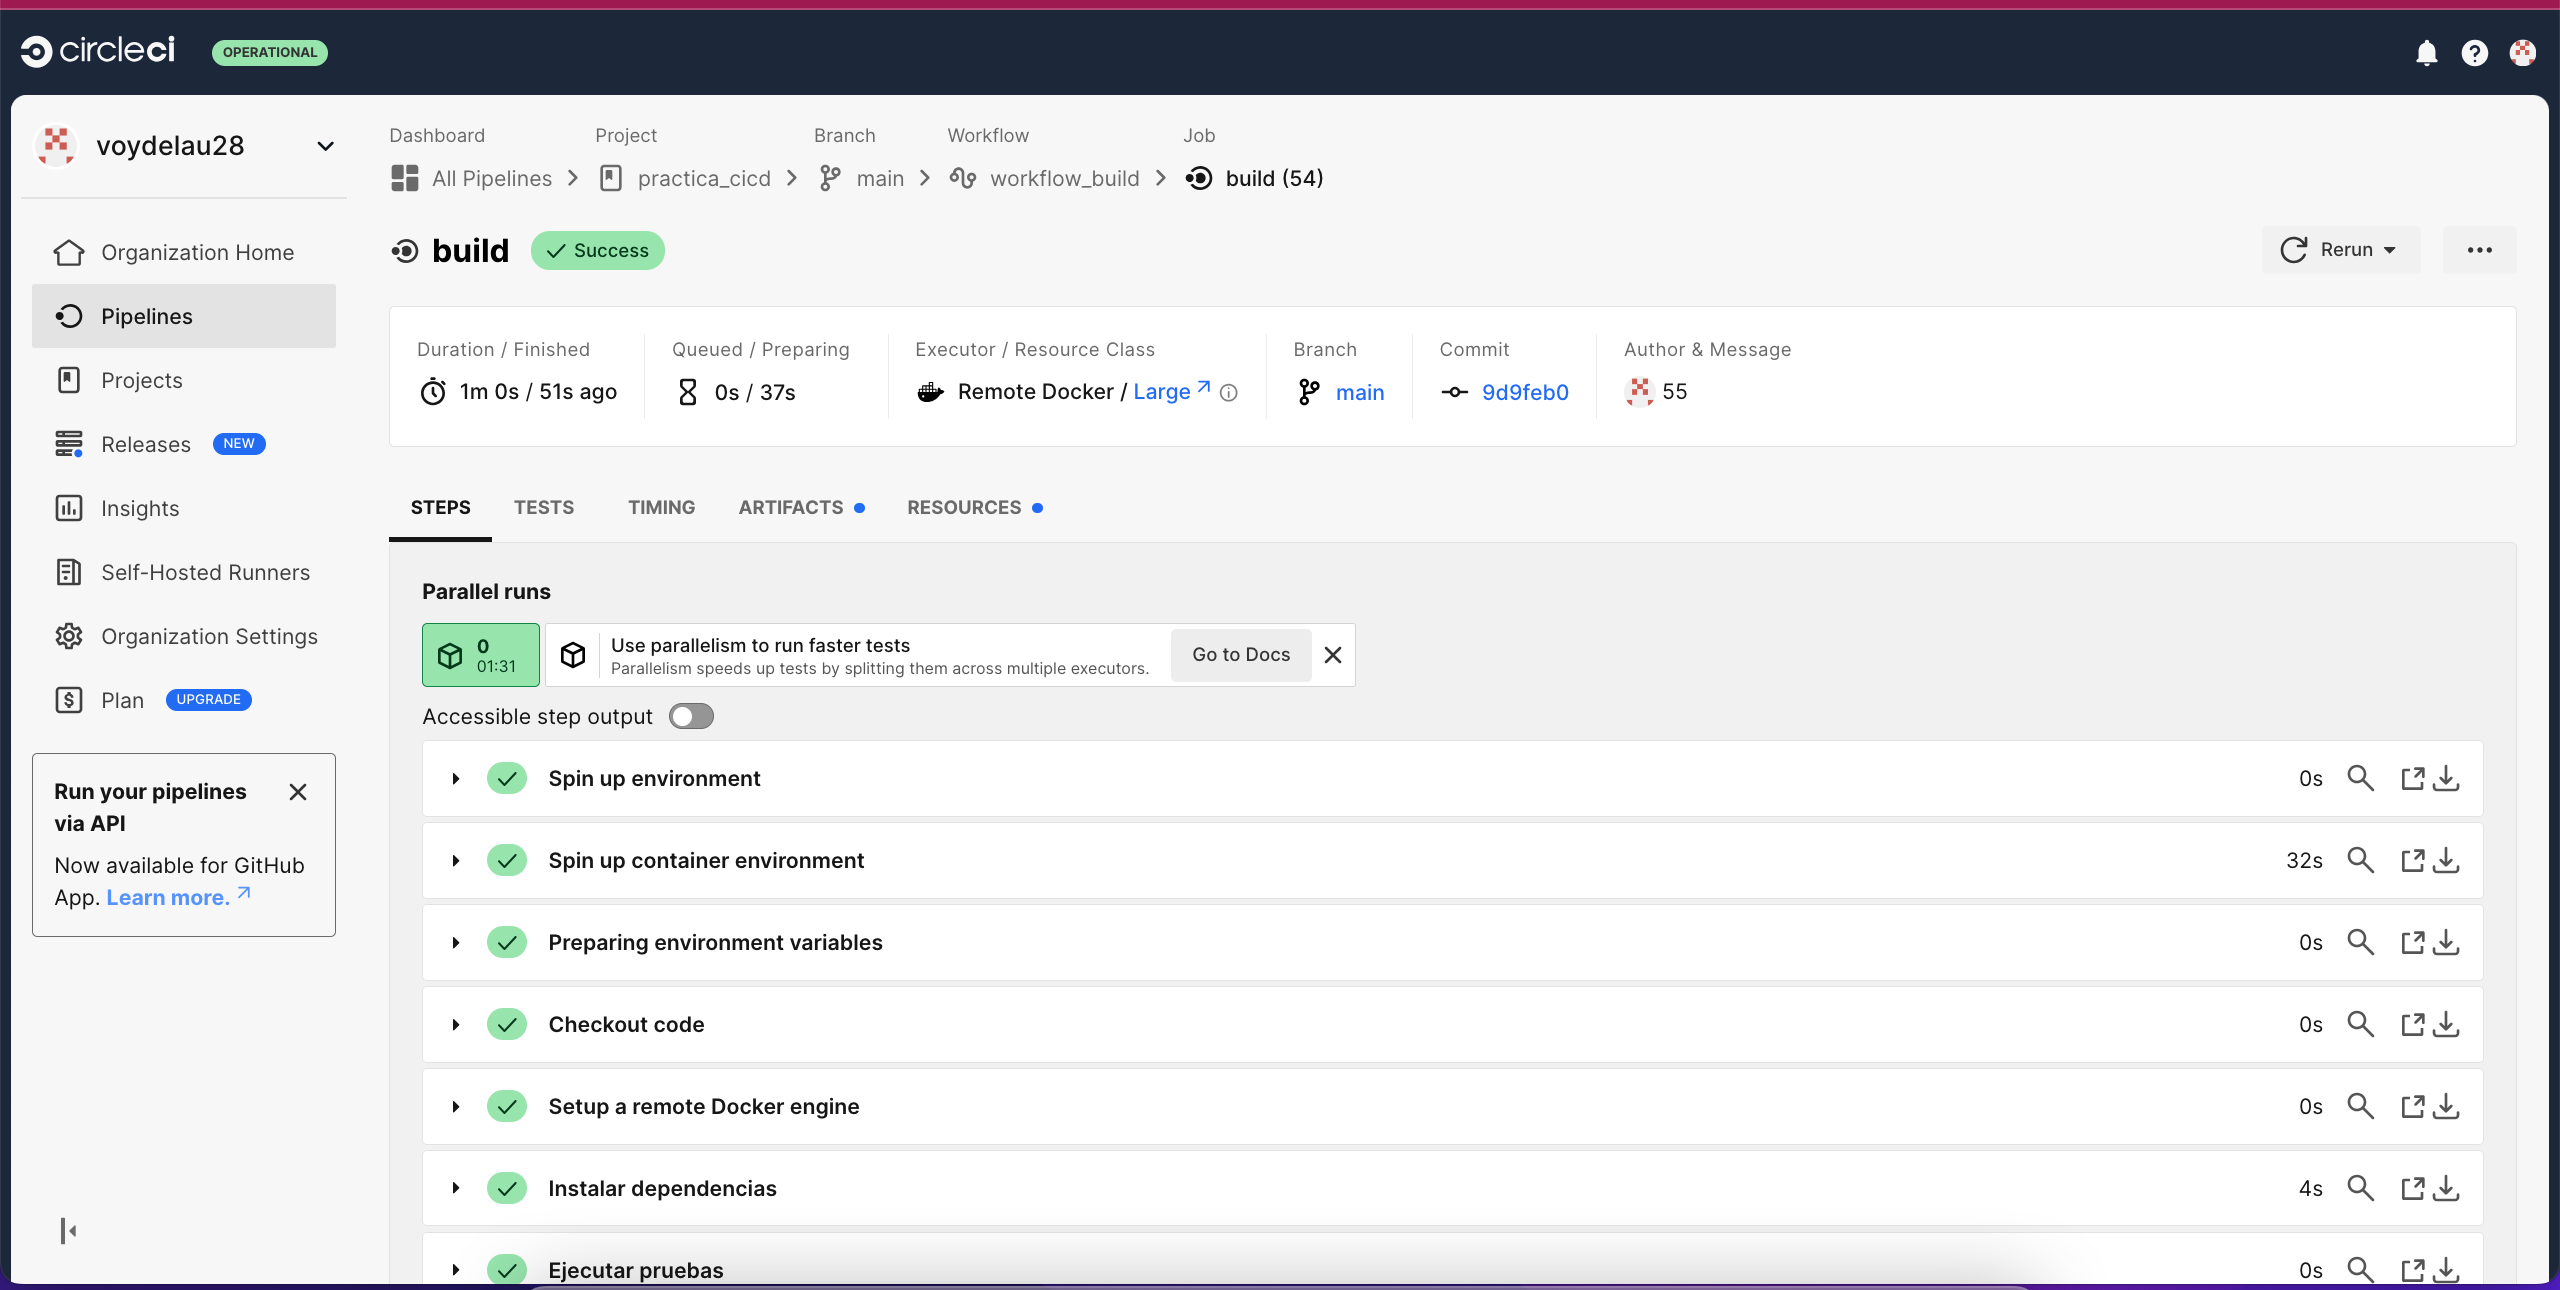 circleci OPERATIONAL
voydelau28
Organization Home
Pipelines
Projects
Releases NEW
Insights
Self-Hosted Runners
Organization Settings
Plan UPGRADE
Run your pipelines
via API
Now available for GitHub
App. Learn more.
Dashboard Project Branch Workflow Job
All Pipelines practica_cicd main workflow_build build (54)
build Success
Rerun
Duration / Finished Queued / Preparing Executor / Resource Class Branch Commit Author & Message
1m 0s / 51s ago 0s / 37s Remote Docker / Large main 9d9feb0 55
STEPS TESTS TIMING ARTIFACTS RESOURCES
Parallel runs
0
01:31
Use parallelism to run faster tests
Parallelism speeds up tests by splitting them across multiple executors.
Go to Docs
Accessible step output
Spin up environment 0s
Spin up container environment 32s
Preparing environment variables 0s
Checkout code 0s
Setup a remote Docker engine 0s
Instalar dependencias 4s
Ejecutar pruebas 0s